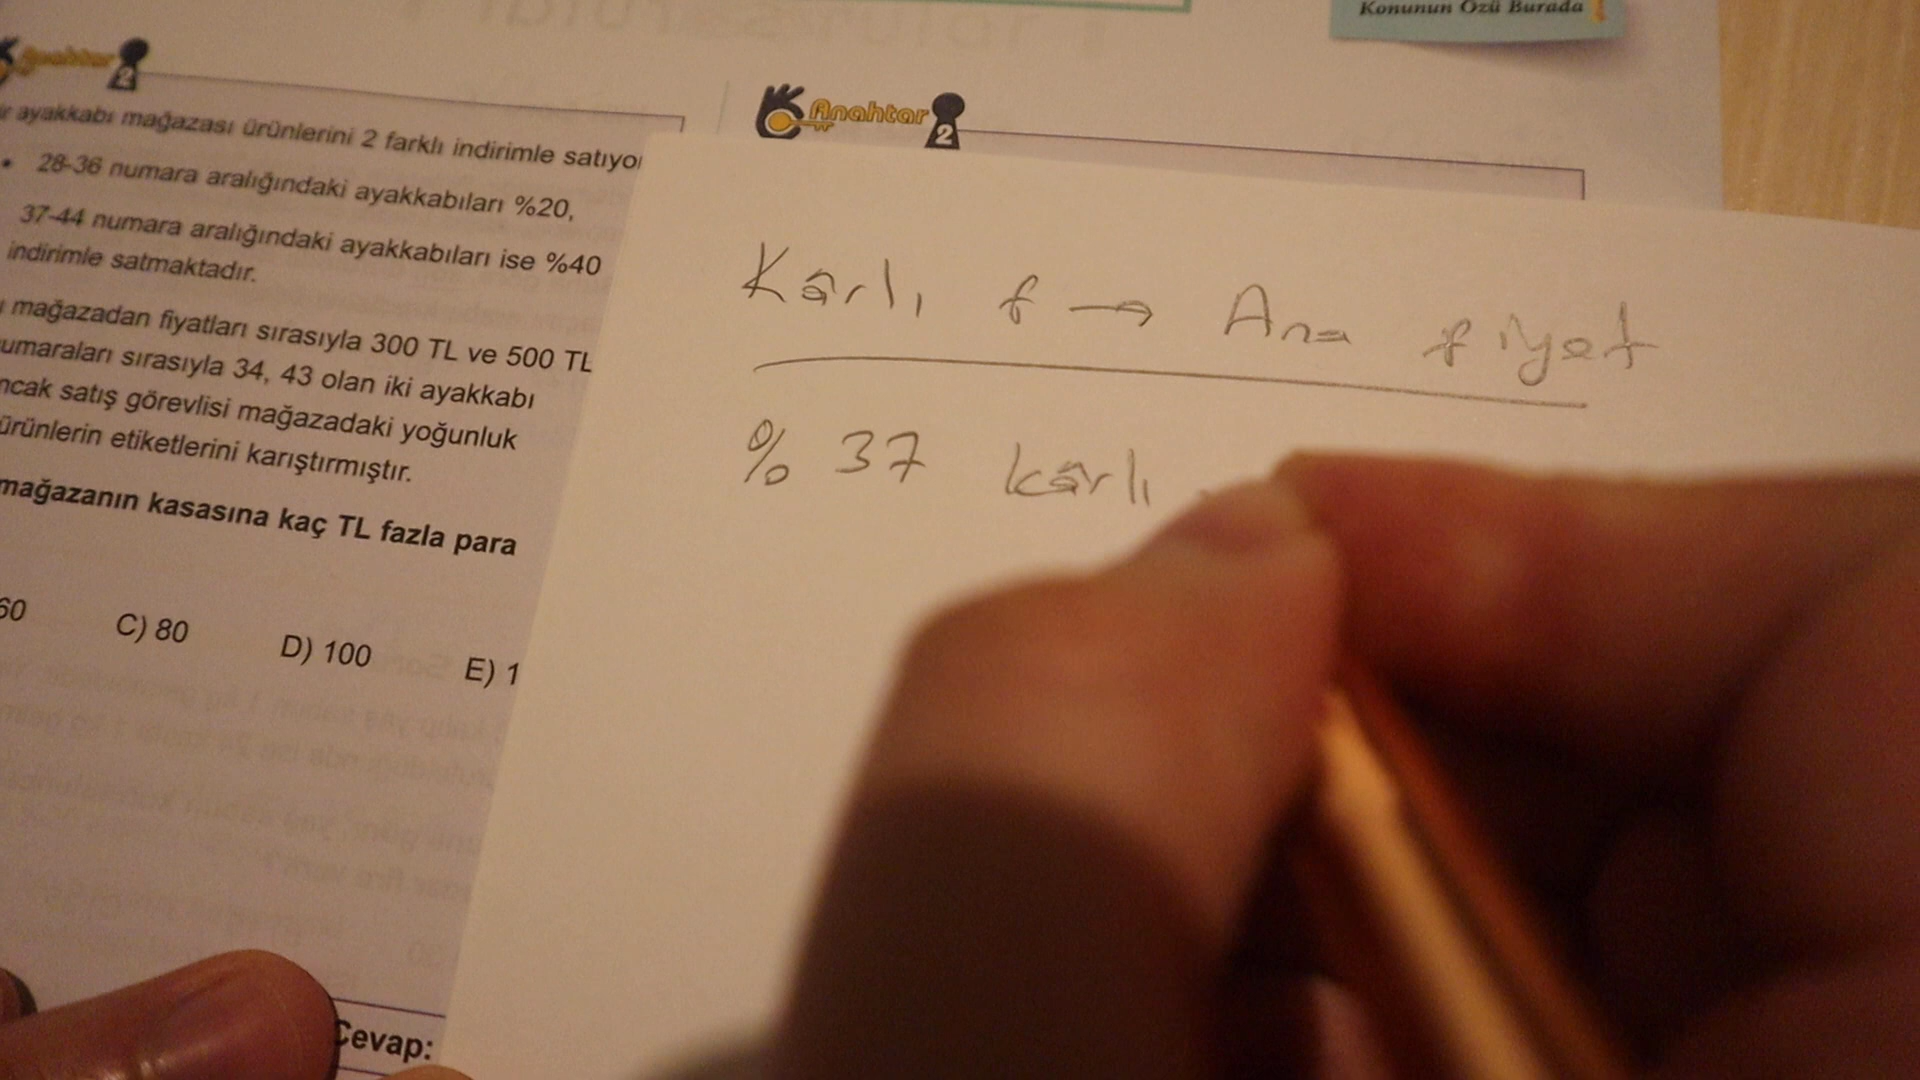 Konunun Özü Burada
Anahtar 2
ayakkabı mağazası ürünlerini 2 farklı indirimle satıyo
• 28-36 numara aralığındaki ayakkabıları %20,
37-44 numara aralığındaki ayakkabıları ise %40
indirimle satmaktadır.
mağazadan fiyatları sırasıyla 300 TL ve 500 TL
umaraları sırasıyla 34, 43 olan iki ayakkabı
ncak satış görevlisi mağazadaki yoğunluk
ürünlerin etiketlerini karıştırmıştır.
mağazanın kasasına kaç TL fazla para
60 C) 80 D) 100 E) 1
Cevap:
Anahtar 2
Kârlı f → Ana fiyat
% 37 kârlı